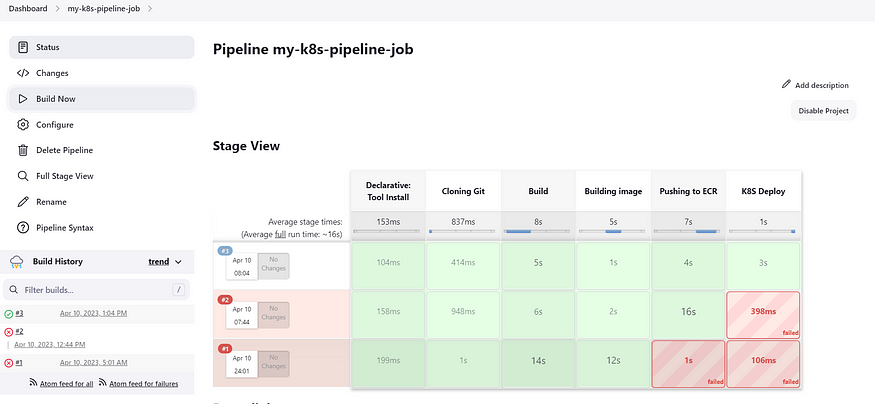 Dashboard > my-k8s-pipeline-job >
Status
Changes
Build Now
Configure
Delete Pipeline
Full Stage View
Rename
Pipeline Syntax
Build History trend
Filter builds... /
#3 Apr 10, 2023, 1:04 PM
#2
Apr 10, 2023, 12:44 PM
#1 Apr 10, 2023, 5:01 AM
Atom feed for all Atom feed for failures
Pipeline my-k8s-pipeline-job
Add description
Disable Project
Stage View
Declarative: Tool Install Cloning Git Build Building image Pushing to ECR K8S Deploy
Average stage times: 153ms 837ms 8s 5s 7s 1s
(Average full run time: ~16s)
#3
Apr 10 No Changes 104ms 414ms 5s 1s 4s 3s
08:04
#2
Apr 10 No Changes 158ms 948ms 6s 2s 16s 398ms
07:44 failed
#1
Apr 10 No Changes 199ms 1s 14s 12s 1s 106ms
24:01 failed failed